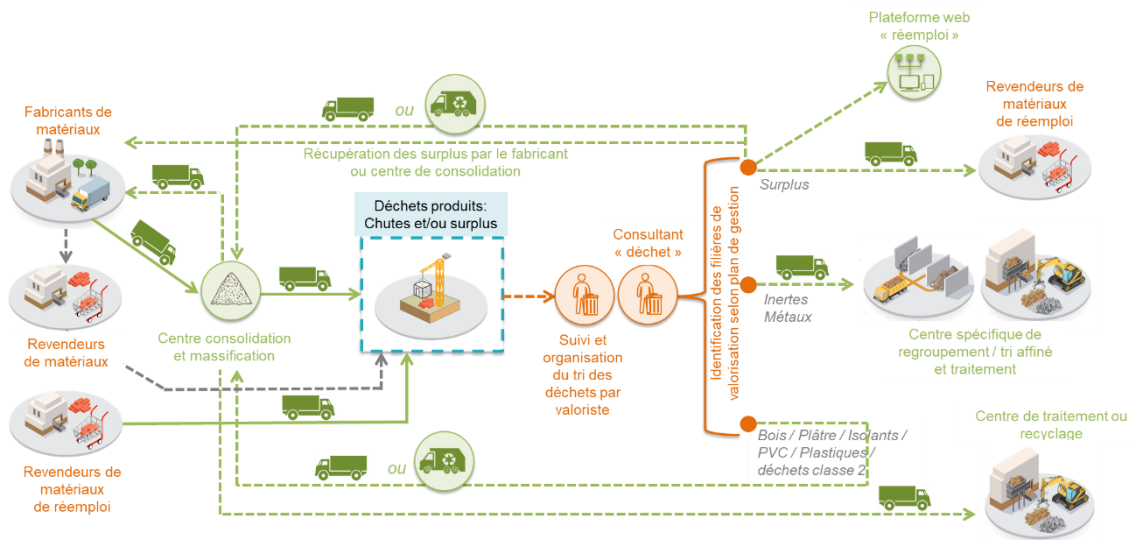 Plateforme web
« réemploi »
Fabricants de
matériaux
ou
Revendeurs de
matériaux
de réemploi
Récupération des surplus par le fabricant
ou centre de consolidation
Surplus
Déchets produits:
Chutes et/ou surplus
Consultant
« déchet »
Identification des filières de
valorisation selon plan de gestion
Inertes
Métaux
Centre consolidation
et massification
Revendeurs
de matériaux
Suivi et
organisation
du tri des
déchets par
valoriste
Centre spécifique de
regroupement / tri affiné
et traitement
Bois / Plâtre / Isolants /
PVC / Plastiques /
déchets classe 2
Centre de traitement ou
recyclage
ou
Revendeurs
de matériaux
de réemploi